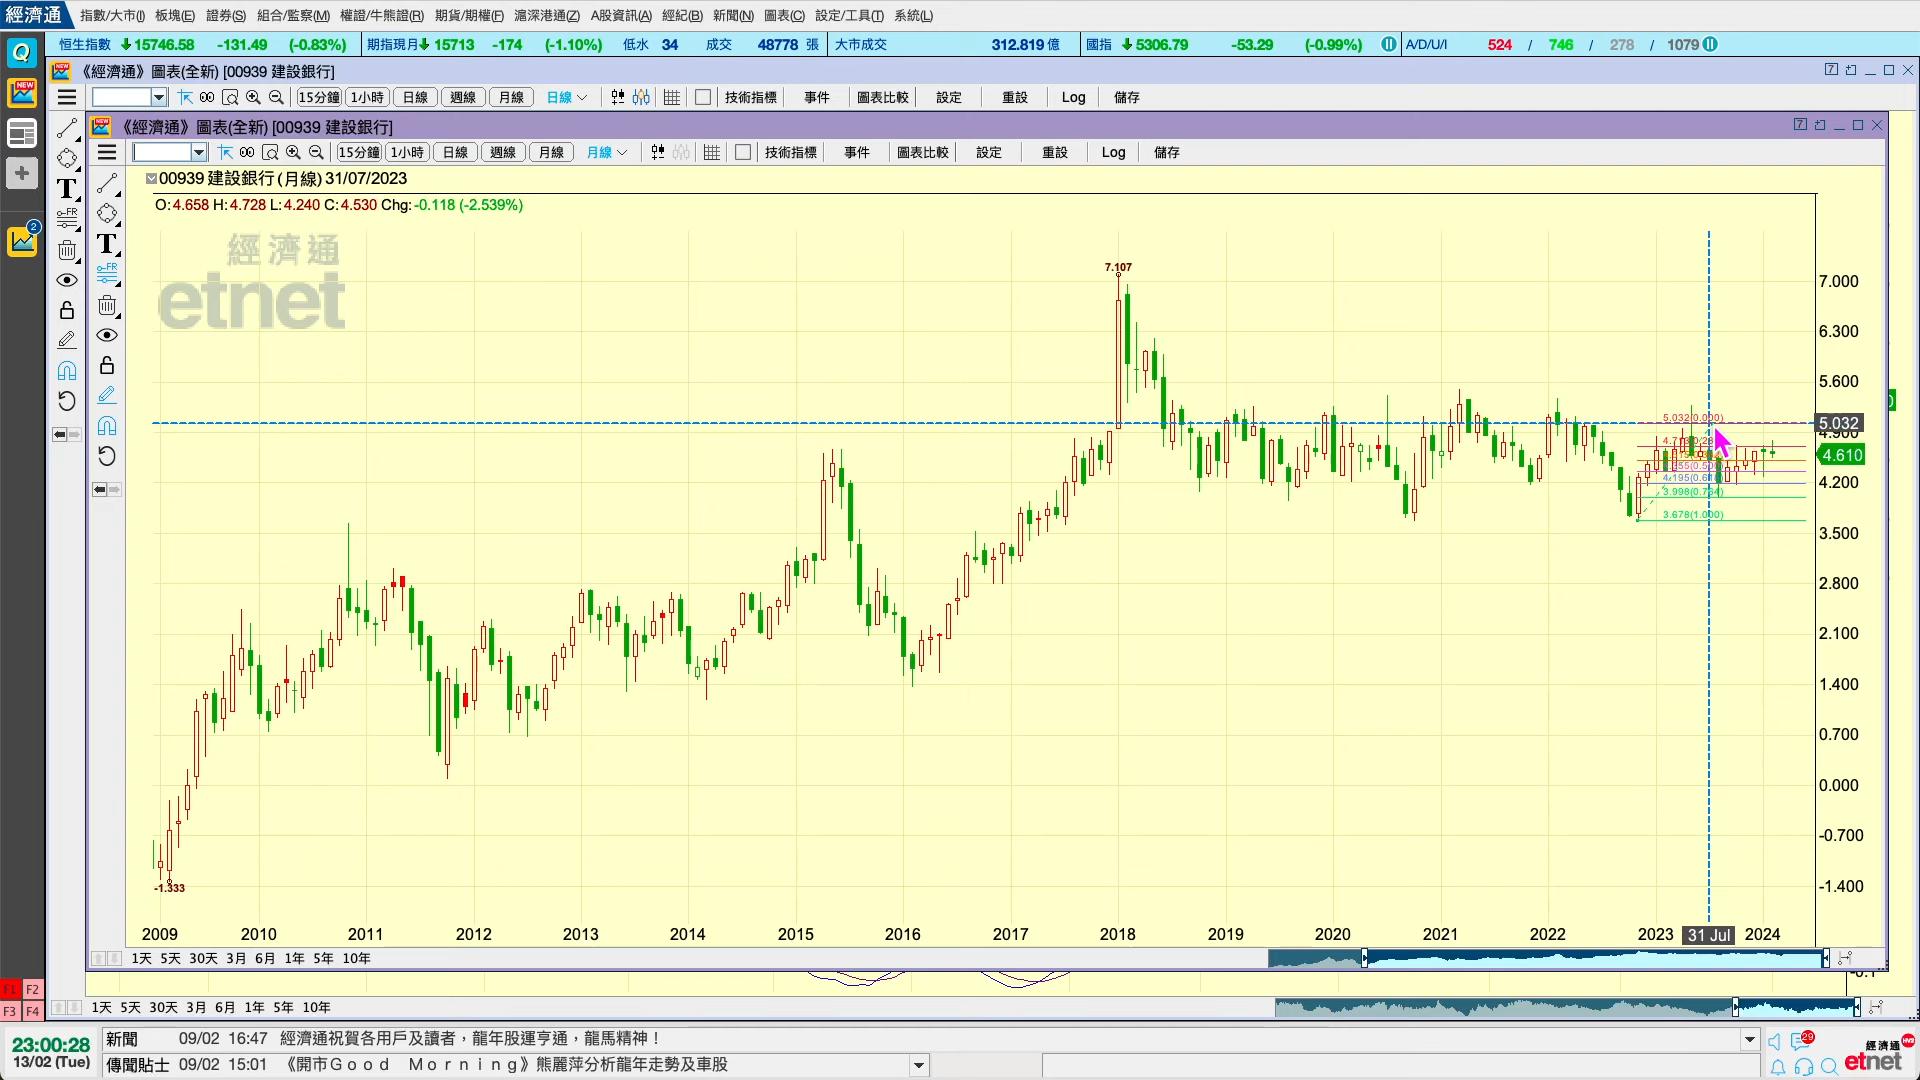 經濟通 指數/大市(I) 板塊(E) 證券(S) 組合/監察(M) 權證/牛熊證(R) 期貨/期權(F) 滬深港通(Z) A股資訊(A) 經紀(B) 新聞(N) 圖表(C) 設定/工具(T) 系統(L)
恒生指數 15746.58 -131.49 (-0.83%) 期指現月 15713 -174 (-1.10%) 低水 34 成交 48778 張 大市成交 312.819 億 國指 5306.79 -53.29 (-0.99%) A/D/U/I 524 / 746 / 278 / 1079
《經濟通》圖表(全新) [00939 建設銀行]
15分鐘 1小時 日線 週線 月線 日線 技術指標 事件 圖表比較 設定 重設 Log 儲存
《經濟通》圖表(全新) [00939 建設銀行]
15分鐘 1小時 日線 週線 月線 月線 技術指標 事件 圖表比較 設定 重設 Log 儲存
00939 建設銀行(月線) 31/07/2023
O:4.658 H:4.728 L:4.240 C:4.530 Chg:-0.118 (-2.539%)
經濟通
etnet
7.107
7.000
6.300
5.600
5.032(0.000)
5.032
4.900
4.610
4.200
4.195(0.618)
3.998(0.764)
3.678(1.000)
3.500
2.800
2.100
1.400
0.700
0.000
-0.700
-1.400
-1.333
2009 2010 2011 2012 2013 2014 2015 2016 2017 2018 2019 2020 2021 2022 2023 31 Jul 2024
1天 5天 30天 3月 6月 1年 5年 10年
1天 5天 30天 3月 6月 1年 5年 10年
F1 F2
F3 F4
23:00:28
13/02 (Tue)
新聞 09/02 16:47 經濟通祝賀各用戶及讀者，龍年股運亨通，龍馬精神！
傳聞貼士 09/02 15:01 《開市Ｇｏｏｄ Ｍｏｒｎｉｎｇ》熊麗萍分析龍年走勢及車股
29
經濟通
etnet